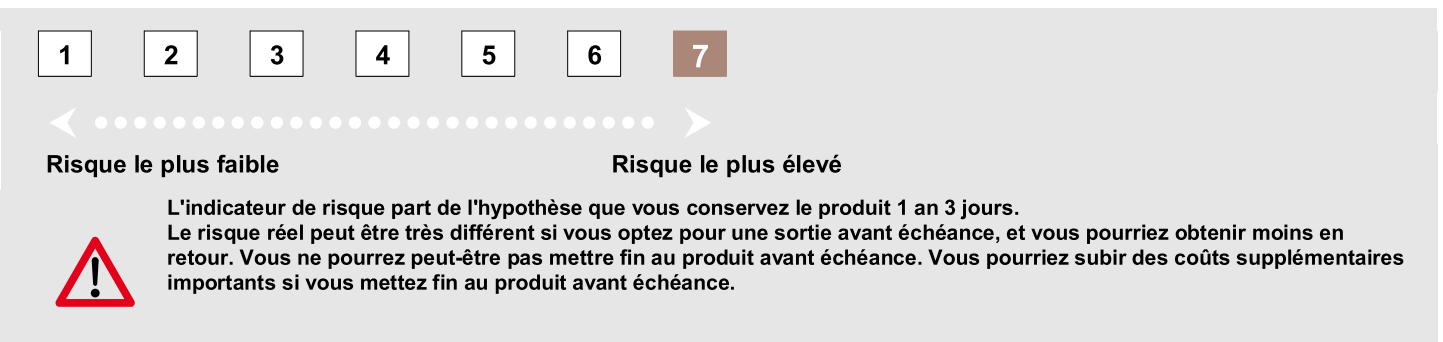 1 2 3 4 5 6 7
Risque le plus faible Risque le plus élevé
L'indicateur de risque part de l'hypothèse que vous conservez le produit 1 an 3 jours.
Le risque réel peut être très différent si vous optez pour une sortie avant échéance, et vous pourriez obtenir moins en
retour. Vous ne pourrez peut-être pas mettre fin au produit avant échéance. Vous pourriez subir des coûts supplémentaires
importants si vous mettez fin au produit avant échéance.